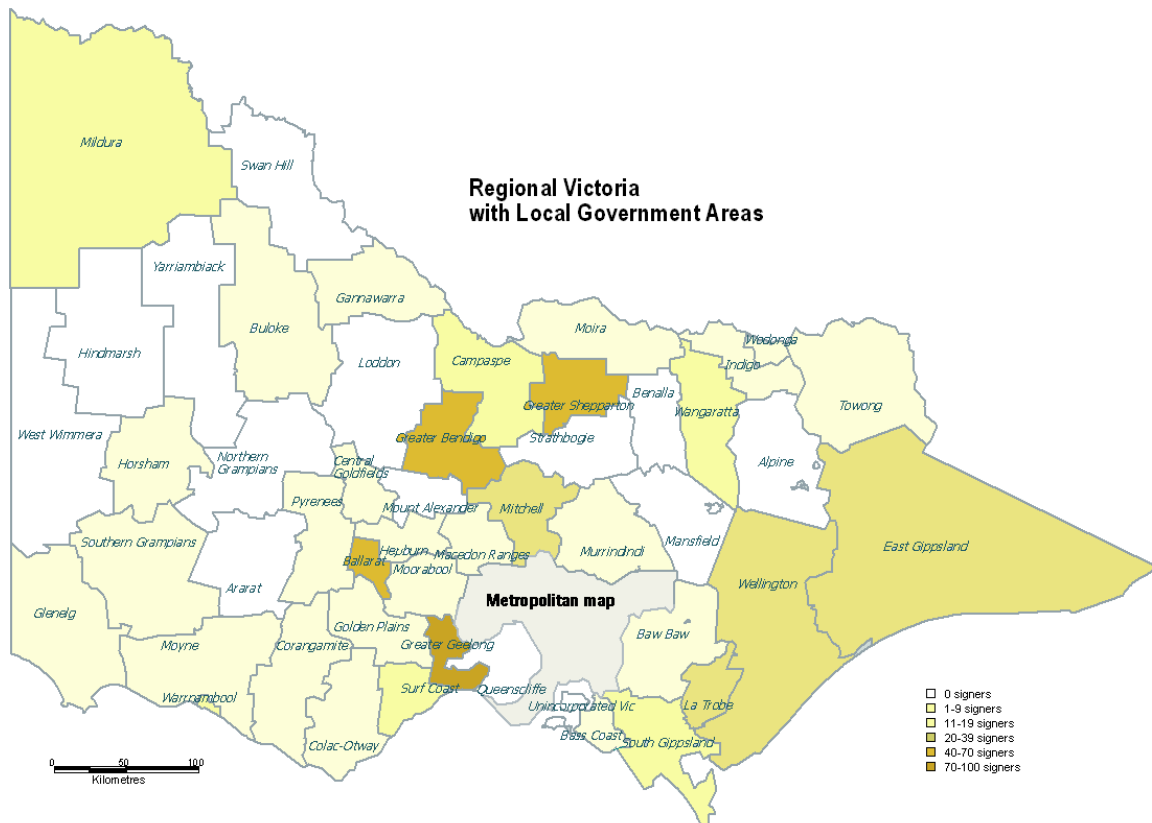 Mildura
Swan Hill
Regional Victoria
with Local Government Areas
Yarriambiack
Gannawarra
Buloke
Moira
Wodonga
Hindmarsh
Loddon
Campaspe
Indigo
Benalla
Greater Shepparton
Towong
Wangaratta
West Wimmera
Greater Bendigo
Strathbogie
Horsham
Northern
Grampians
Central
Goldfields
Alpine
Pyrenees
Mount Alexander
Mitchell
Southern Grampians
Mansfield
East Gippsland
Hepburn
Macedon Ranges
Murrindindi
Ballarat
Moorabool
Ararat
Wellington
Metropolitan map
Glenelg
Golden Plains
Baw Baw
Moyne
Corangamite
Greater Geelong
Surf Coast
Queenscliffe
Warrnambool
Unincorporated Vic
La Trobe
Bass Coast
South Gippsland
Colac-Otway
0 signers
1-9 signers
11-19 signers
20-39 signers
40-70 signers
70-100 signers
0 50 100
Kilometres